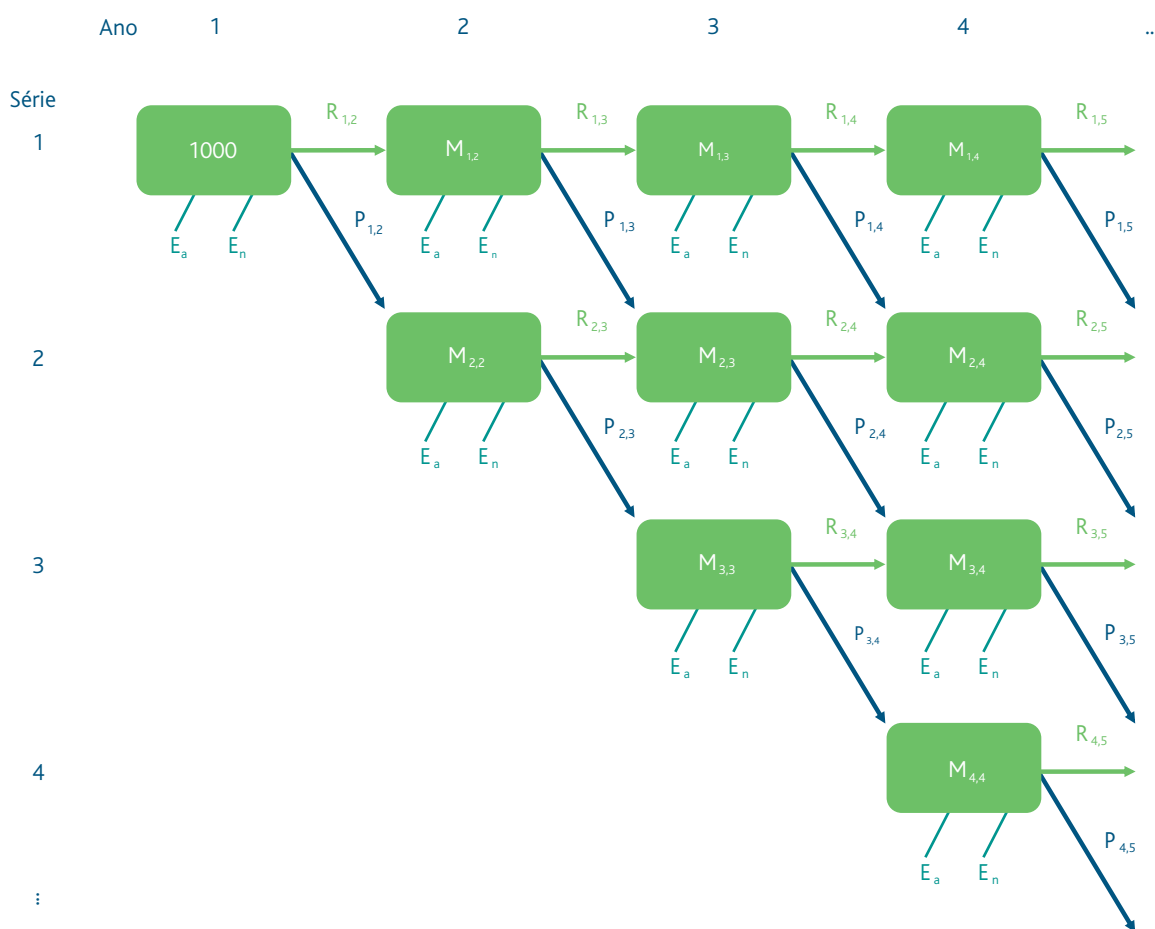 Ano 1 2 3 4 ..
Série
R 1,2 R 1,3 R 1,4 R 1,5
1 1000 M 1,2 M 1,3 M 1,4
P 1,2 P 1,3 P 1,4 P 1,5
E a E n E a E n E a E n E a E n
R 2,3 R 2,4 R 2,5
2 M 2,2 M 2,3 M 2,4
P 2,3 P 2,4 P 2,5
E a E n E a E n E a E n
R 3,4 R 3,5
3 M 3,3 M 3,4
P 3,4 P 3,5
E a E n E a E n
R 4,5
4 M 4,4
P 4,5
E a E n
⋮